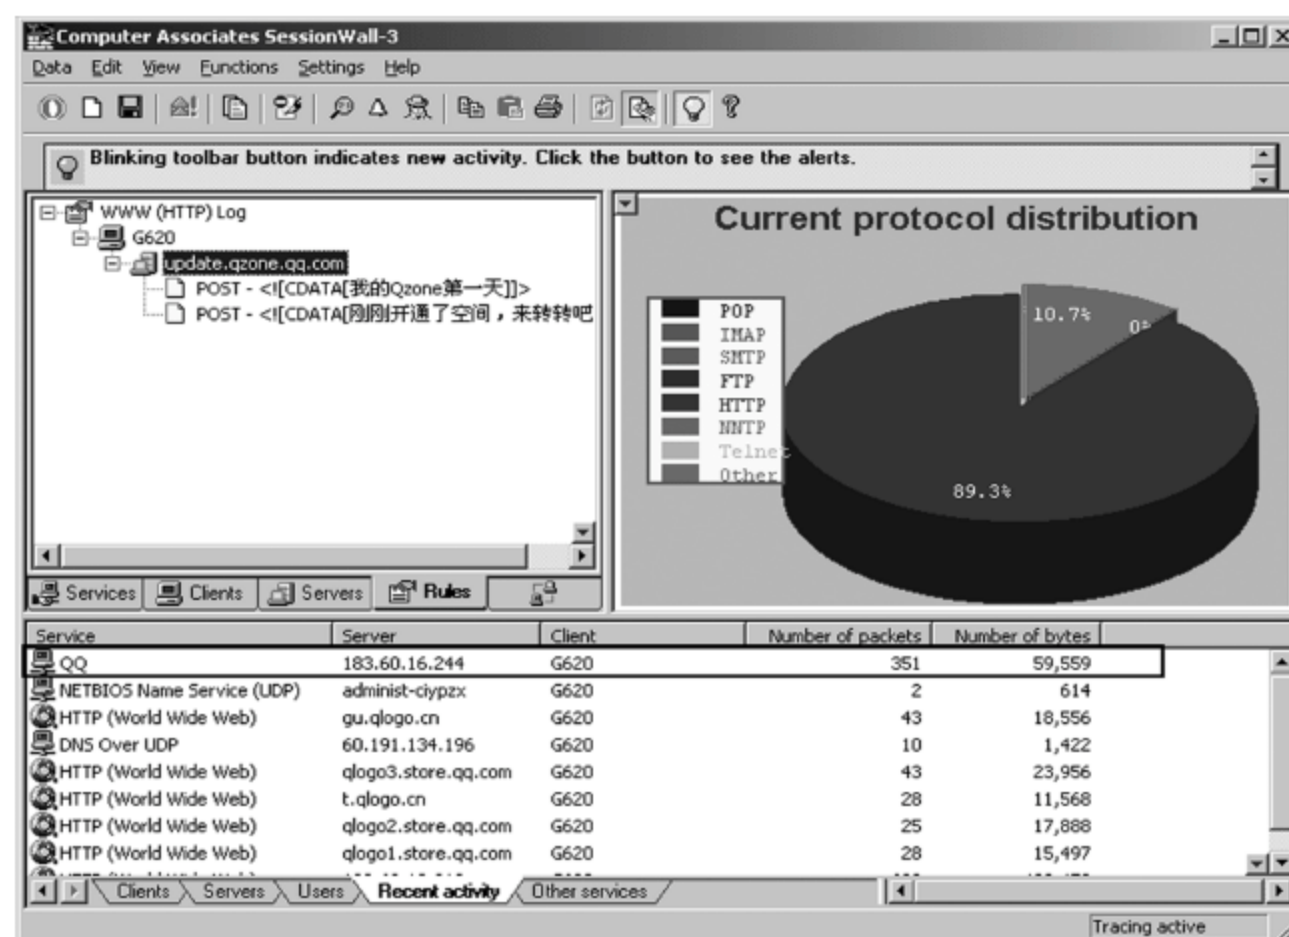 Computer Associates SessionWall-3
Data Edit View Functions Settings Help
Blinking toolbar button indicates new activity. Click the button to see the alerts.
WWW (HTTP) Log
G620
update.qzone.qq.com
POST - <![CDATA[我的Qzone第一天]]>
POST - <![CDATA[刚刚开通了空间，来转转吧
Services Clients Servers Rules
Current protocol distribution
POP
IMAP
SMTP
FTP
HTTP
NNTP
Telnet
Other
10.7% 0%
89.3%
Service Server Client Number of packets Number of bytes
QQ 183.60.16.244 G620 351 59,559
NETBIOS Name Service (UDP) administ-ciypzx G620 2 614
HTTP (World Wide Web) gu.qlogo.cn G620 43 18,556
DNS Over UDP 60.191.134.196 G620 10 1,422
HTTP (World Wide Web) qlogo3.store.qq.com G620 43 23,956
HTTP (World Wide Web) t.qlogo.cn G620 28 11,568
HTTP (World Wide Web) qlogo2.store.qq.com G620 25 17,888
HTTP (World Wide Web) qlogo1.store.qq.com G620 28 15,497
Clients Servers Users Recent activity Other services
Tracing active